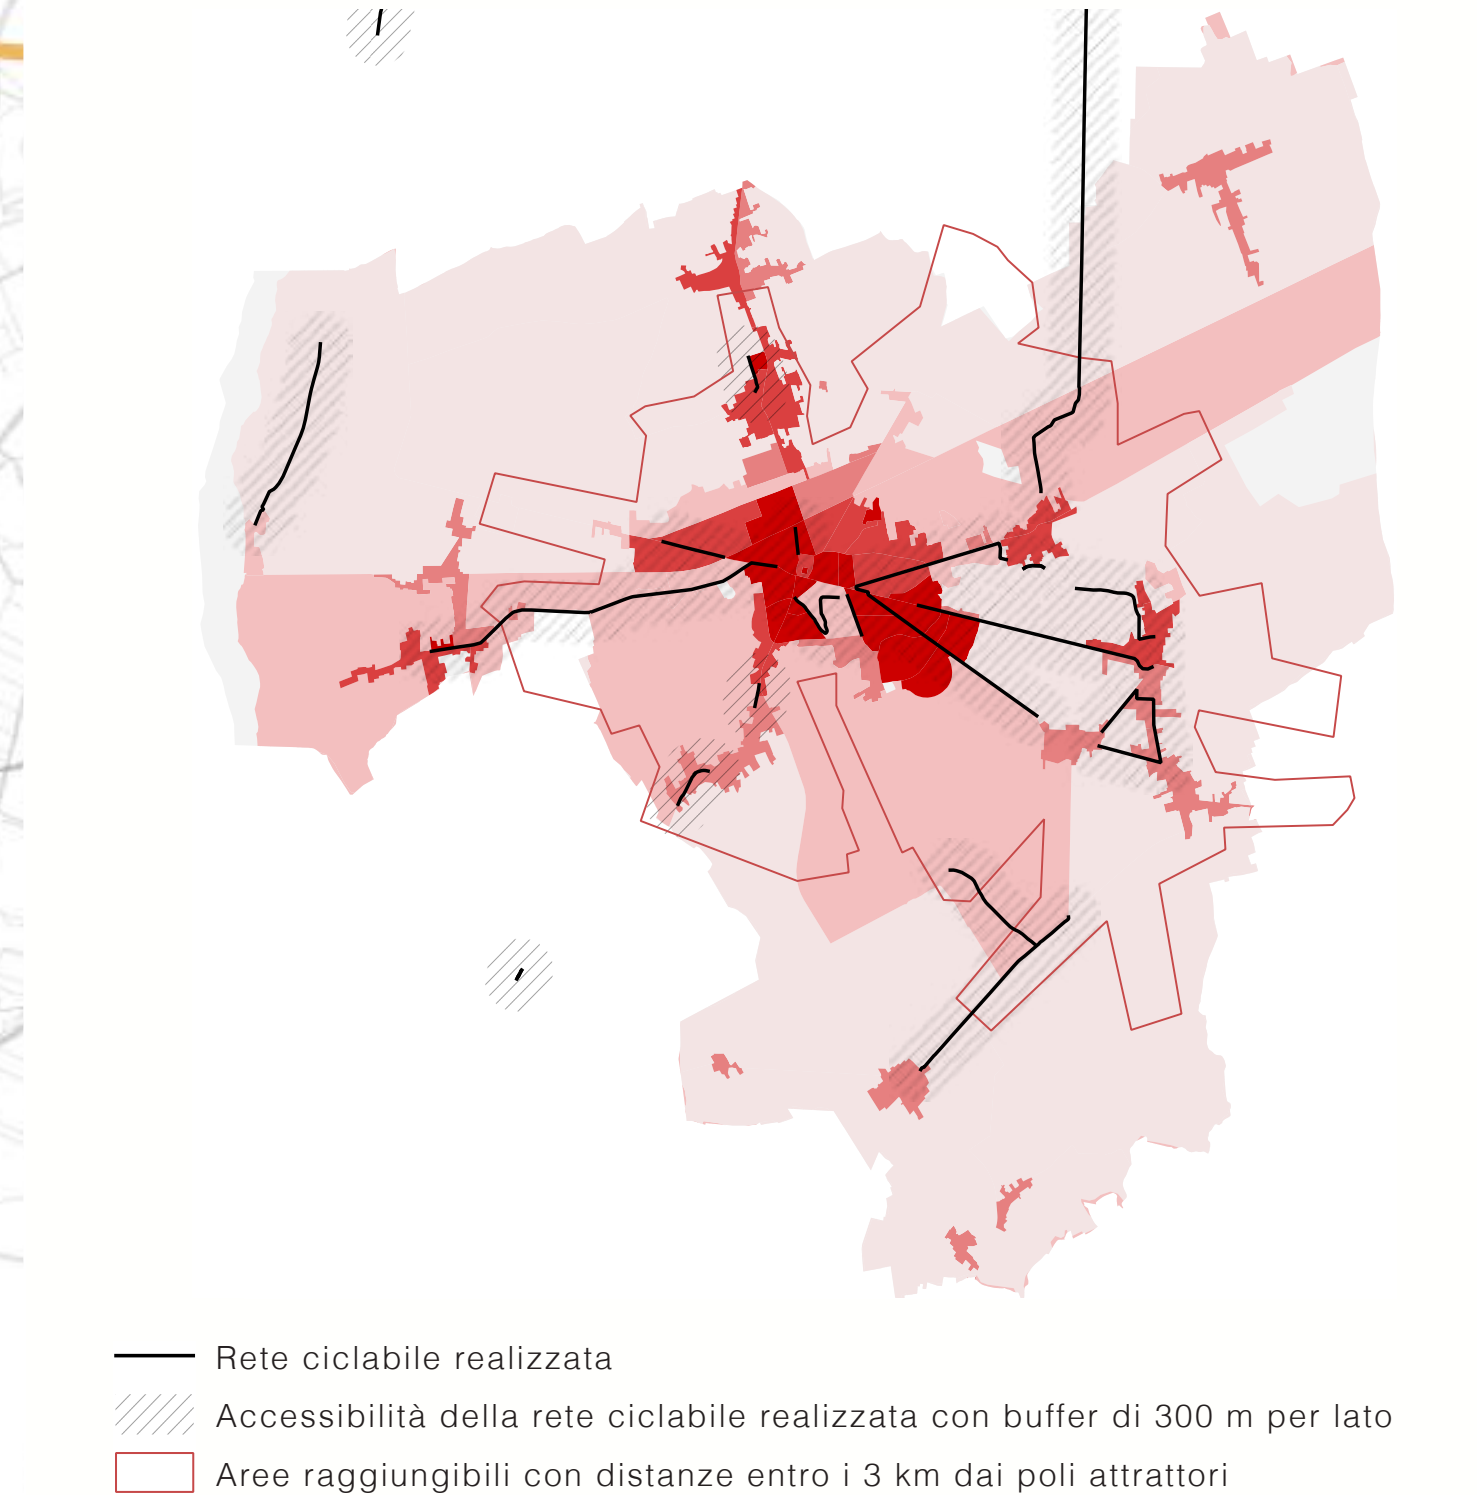 Rete ciclabile realizzata
Accessibilità della rete ciclabile realizzata con buffer di 300 m per lato
Aree raggiungibili con distanze entro i 3 km dai poli attrattori